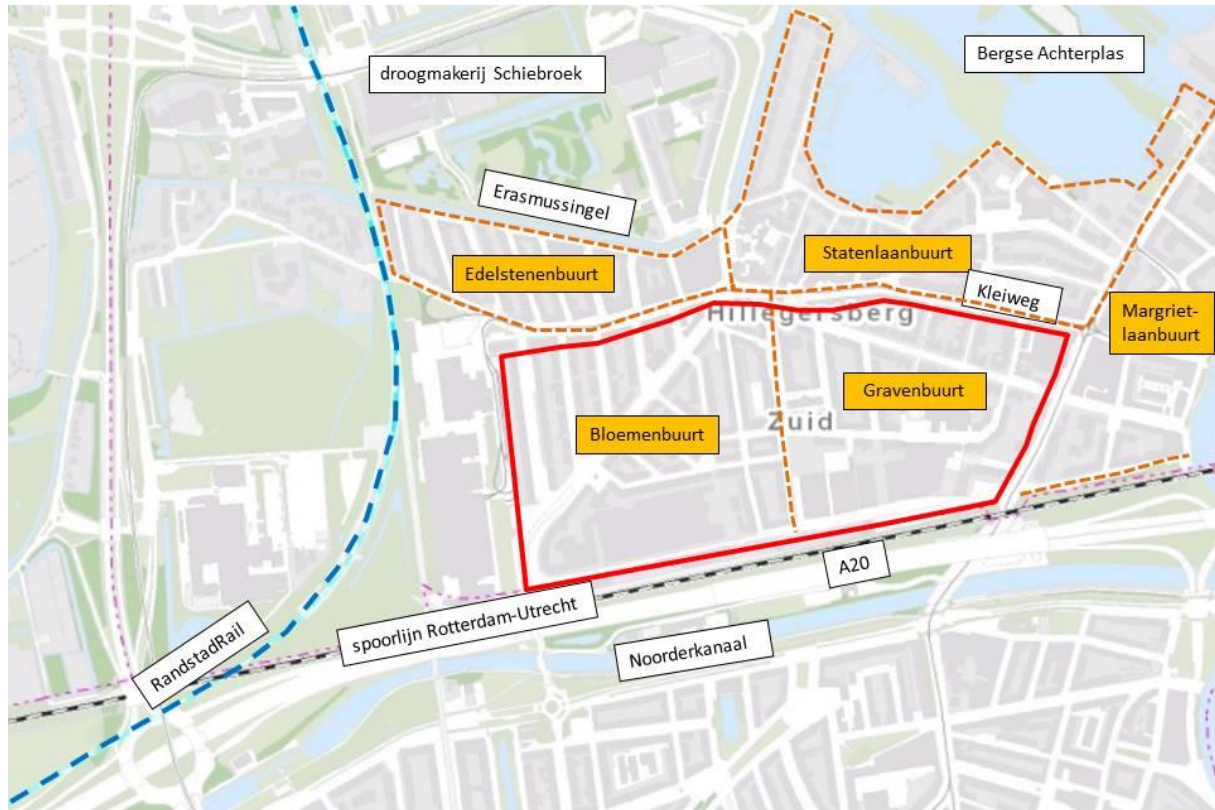 droogmakerij Schiebroek
Bergse Achterplas
Erasmussingel
Edelstenenbuurt
Statenlaanbuurt
Kleiweg
Margriet-
laanbuurt
Hillegersberg
Gravenbuurt
Zuid
Bloemenbuurt
A20
spoorlijn Rotterdam-Utrecht
Noorderkanaal
RandstadRail